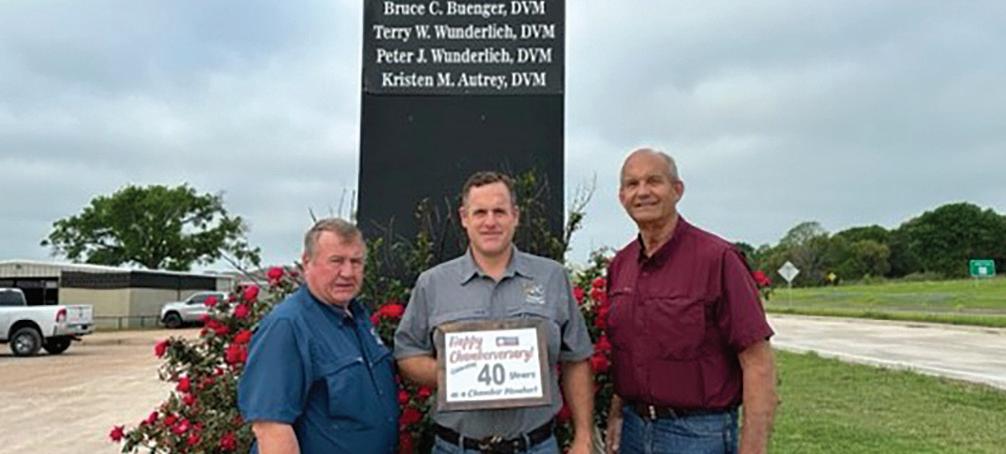 Bruce C. Buenger, DVM
Terry W. Wunderlich, DVM
Peter J. Wunderlich, DVM
Kristen M. Autrey, DVM
Happy
Chamberversary!
Celebrating
40 Years
as a Chamber Member!